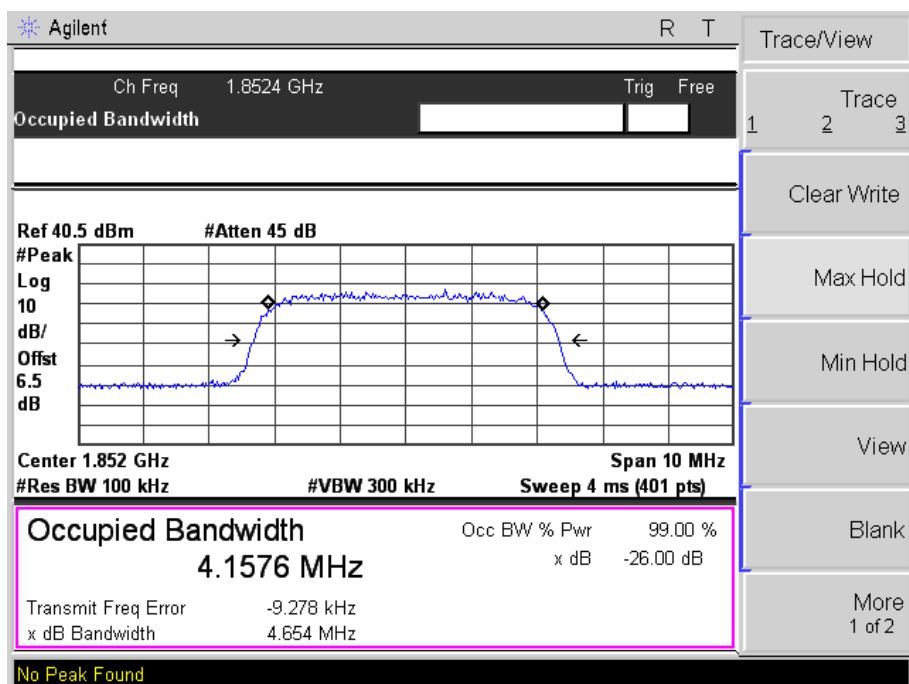 Agilent R T
Trace/View
Ch Freq 1.8524 GHz Trig Free
Occupied Bandwidth
Trace
1 2 3
Clear Write
Max Hold
Min Hold
View
Blank
More
1 of 2
Ref 40.5 dBm #Atten 45 dB
#Peak
Log
10
dB/
Offst
6.5
dB
Center 1.852 GHz Span 10 MHz
#Res BW 100 kHz #VBW 300 kHz Sweep 4 ms (401 pts)
Occupied Bandwidth Occ BW % Pwr 99.00 %
4.1576 MHz x dB -26.00 dB
Transmit Freq Error -9.278 kHz
x dB Bandwidth 4.654 MHz
No Peak Found